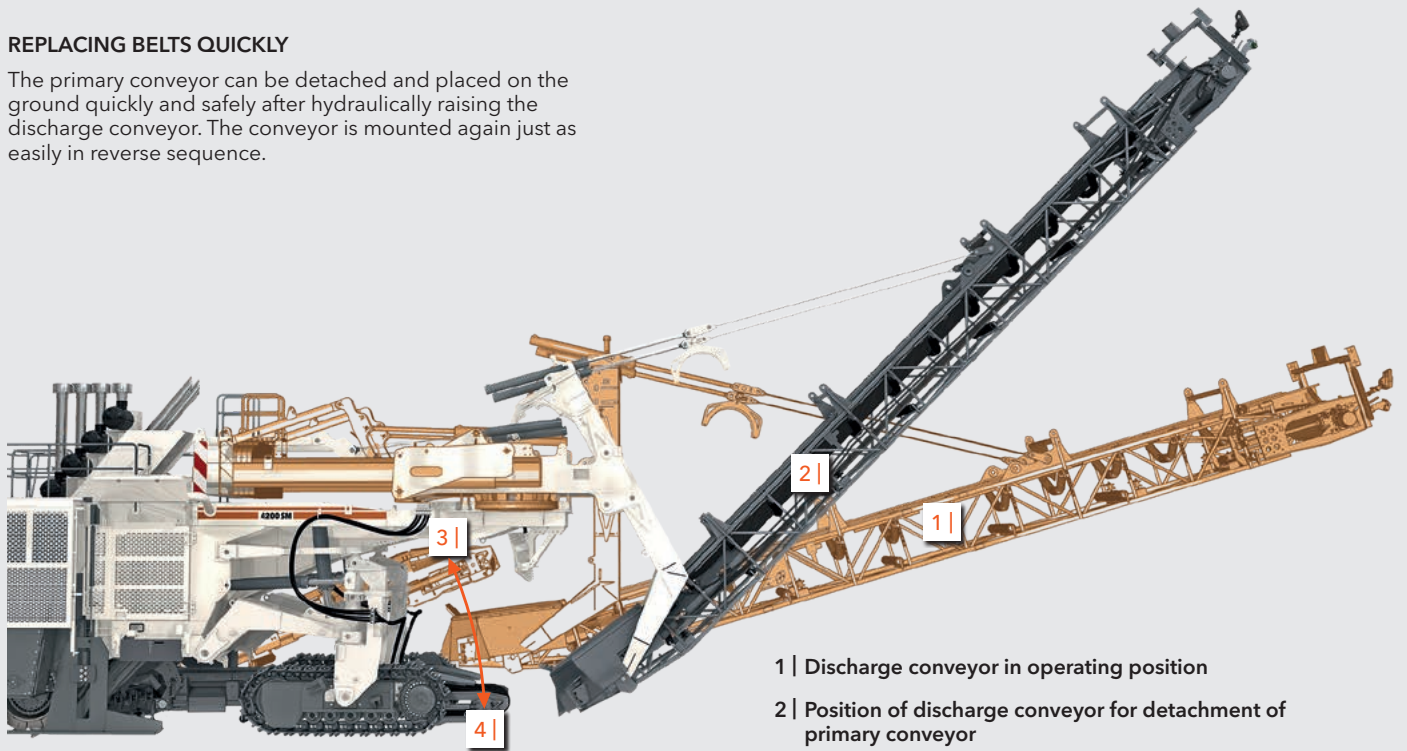 REPLACING BELTS QUICKLY
The primary conveyor can be detached and placed on the
ground quickly and safely after hydraulically raising the
discharge conveyor. The conveyor is mounted again just as
easily in reverse sequence.
4200 SM
3 |
2 |
1 |
4 |
1 | Discharge conveyor in operating position
2 | Position of discharge conveyor for detachment of
primary conveyor